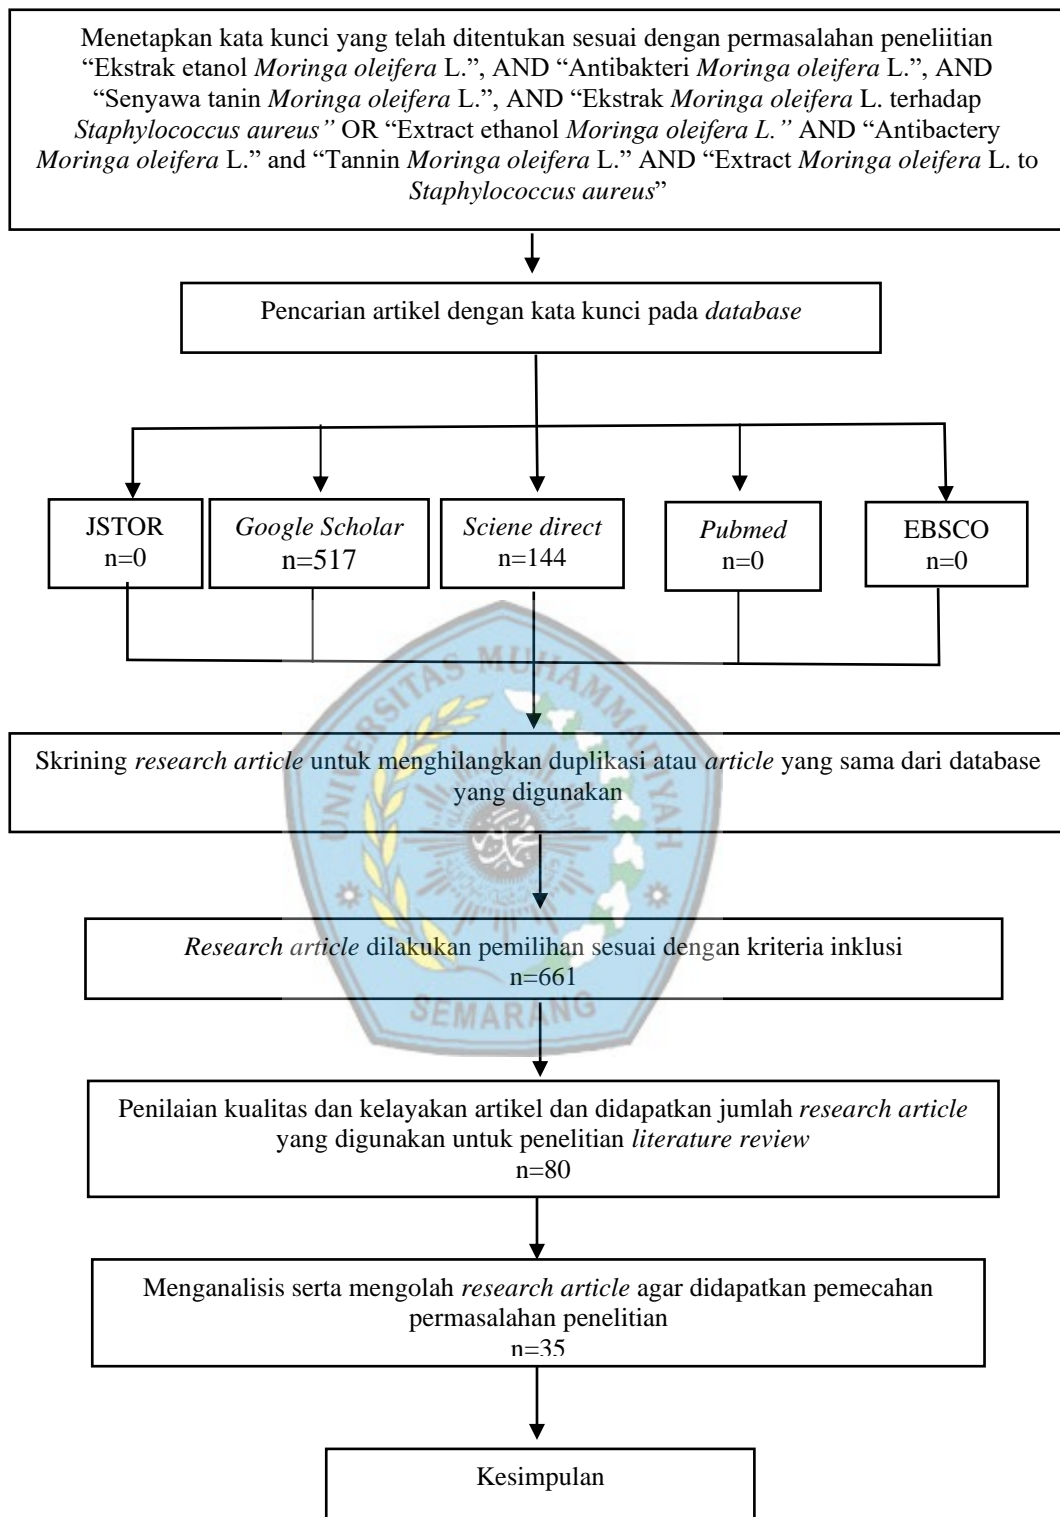 Menetapkan kata kunci yang telah ditentukan sesuai dengan permasalahan peneliitian
“Ekstrak etanol Moringa oleifera L.”, AND “Antibakteri Moringa oleifera L.”, AND
“Senyawa tanin Moringa oleifera L.”, AND “Ekstrak Moringa oleifera L. terhadap
Staphylococcus aureus” OR “Extract ethanol Moringa oleifera L.” AND “Antibactery
Moringa oleifera L.” and “Tannin Moringa oleifera L.” AND “Extract Moringa oleifera L. to
Staphylococcus aureus”
Pencarian artikel dengan kata kunci pada database
JSTOR
n=0
Google Scholar
n=517
Sciene direct
n=144
Pubmed
n=0
EBSCO
n=0
UNIVERSITAS MUHAMMADIYAH
SEMARANG
Skrining research article untuk menghilangkan duplikasi atau article yang sama dari database
yang digunakan
Research article dilakukan pemilihan sesuai dengan kriteria inklusi
n=661
Penilaian kualitas dan kelayakan artikel dan didapatkan jumlah research article
yang digunakan untuk penelitian literature review
n=80
Menganalisis serta mengolah research article agar didapatkan pemecahan
permasalahan penelitian
n=35
Kesimpulan